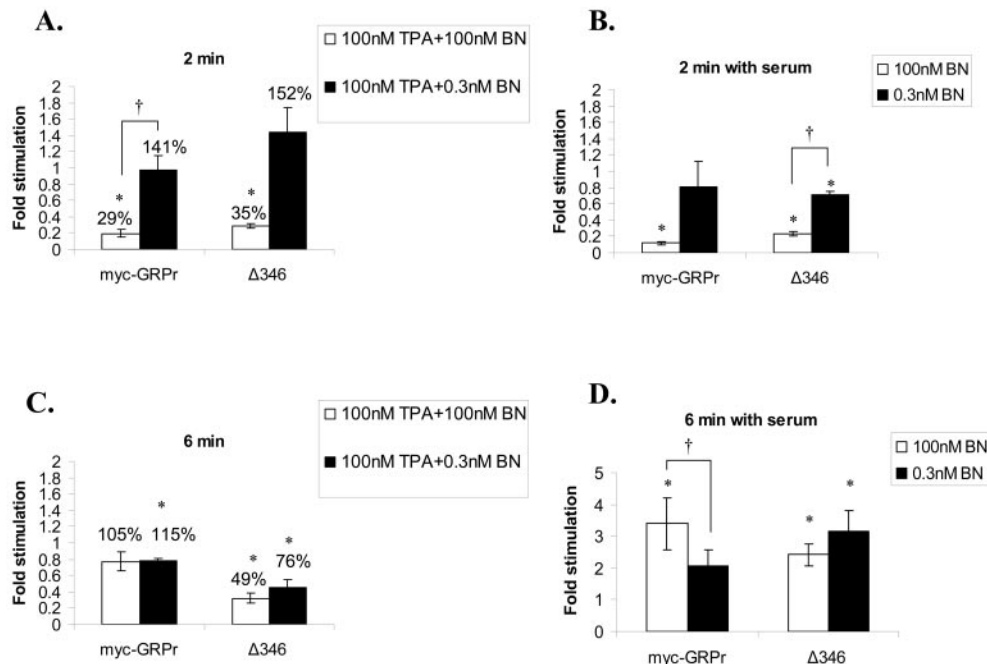 A.
2 min
100nM TPA+100nM BN
100nM TPA+0.3nM BN
Fold stimulation
2
1.8
1.6
1.4
1.2
1
0.8
0.6
0.4
0.2
0
†
*
29%
141%
*
35%
152%
myc-GRPr
Δ346
B.
2 min with serum
100nM BN
0.3nM BN
Fold stimulation
2
1.8
1.6
1.4
1.2
1
0.8
0.6
0.4
0.2
0
*
†
*
*
myc-GRPr
Δ346
C.
6 min
100nM TPA+100nM BN
100nM TPA+0.3nM BN
Fold stimulation
2
1.8
1.6
1.4
1.2
1
0.8
0.6
0.4
0.2
0
*
105%
115%
*
*
49%
76%
myc-GRPr
Δ346
D.
6 min with serum
100nM BN
0.3nM BN
Fold stimulation
5
4
3
2
1
0
†
*
*
*
myc-GRPr
Δ346